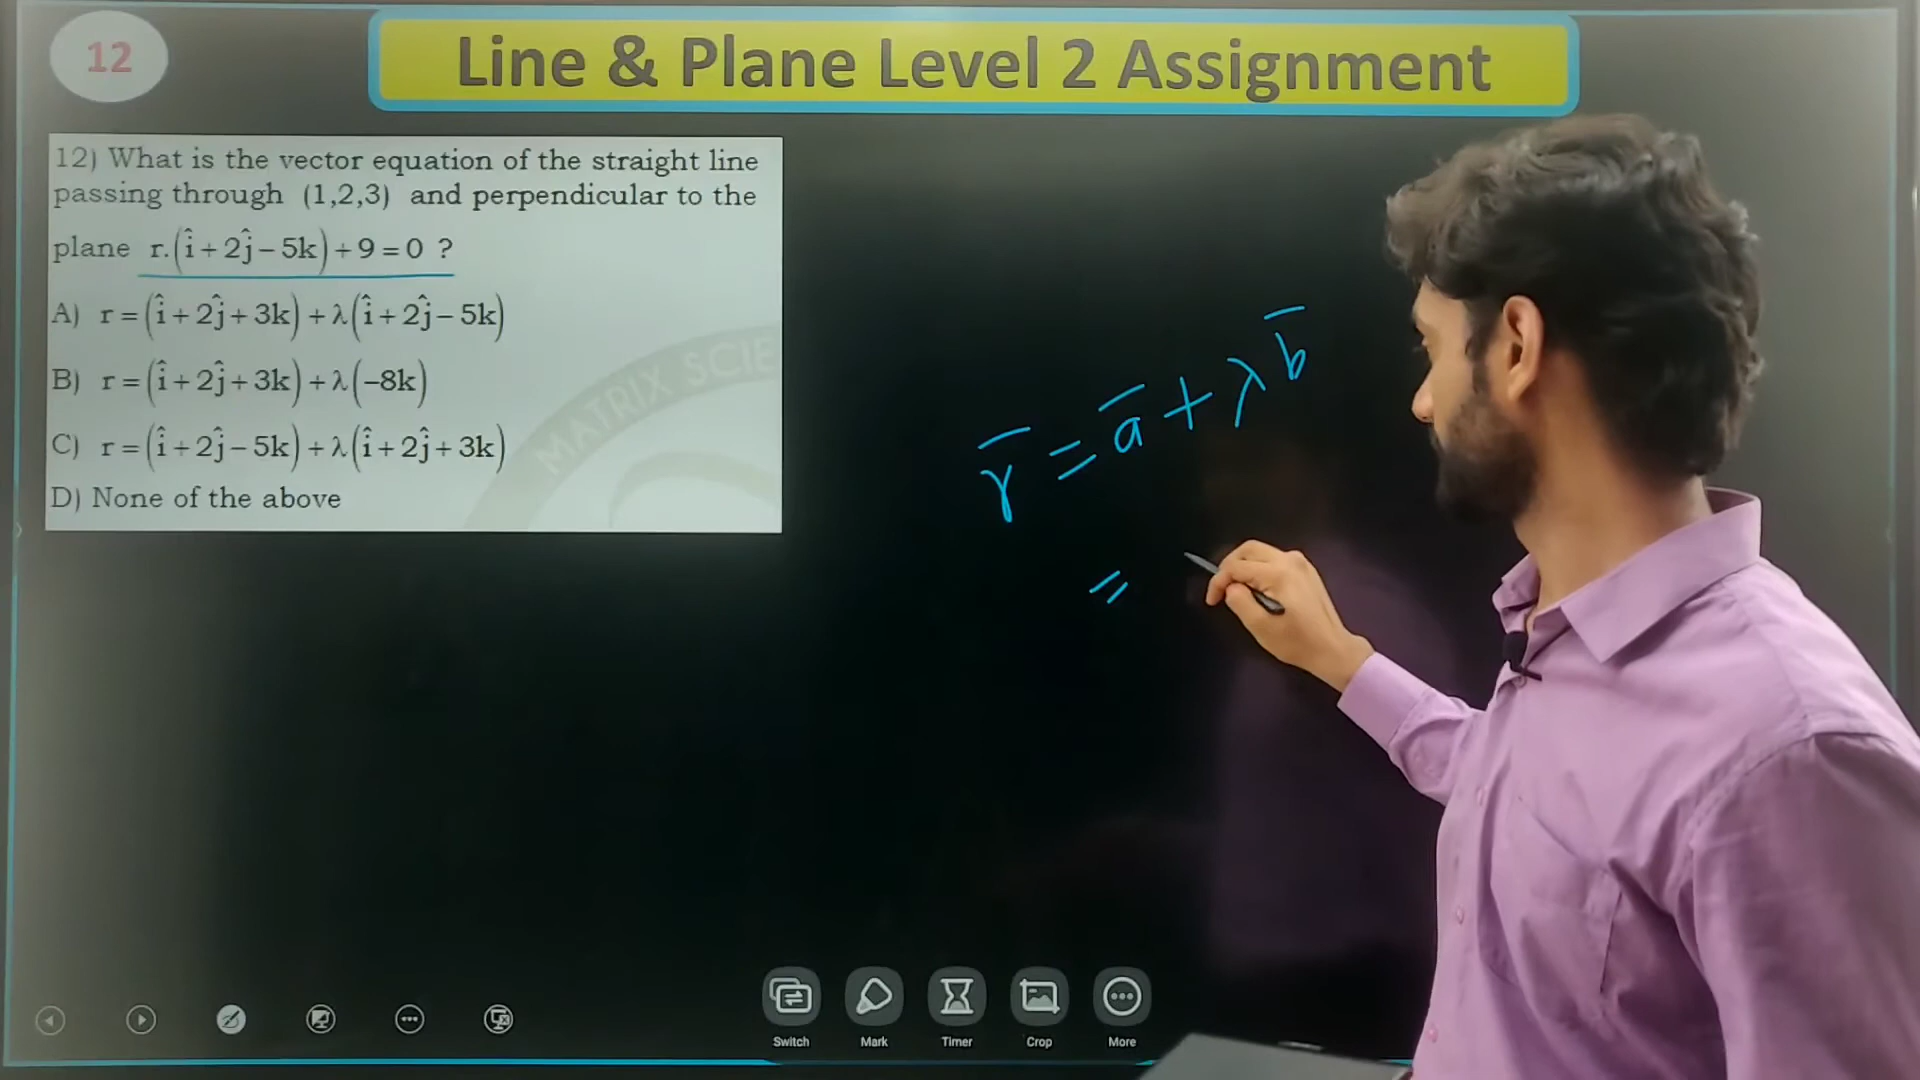 12
Line & Plane Level 2 Assignment
12) What is the vector equation of the straight line
passing through (1,2,3) and perpendicular to the
plane r.(î+2ĵ−5k)+9=0 ?
A) r=(î+2ĵ+3k)+λ(î+2ĵ−5k)
B) r=(î+2ĵ+3k)+λ(−8k)
C) r=(î+2ĵ−5k)+λ(î+2ĵ+3k)
D) None of the above
MATRIX SCIE
r̅ = a̅ + λ b̅
=
Switch
Mark
Timer
Crop
More